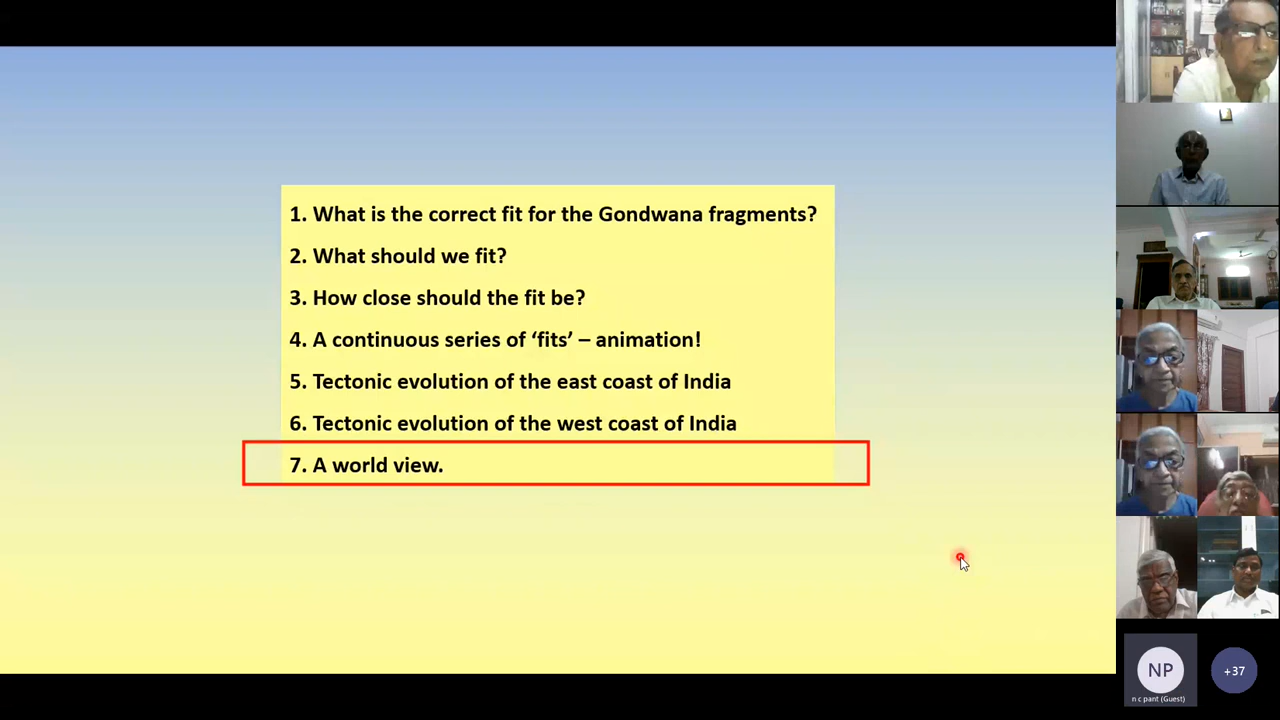 1. What is the correct fit for the Gondwana fragments?
2. What should we fit?
3. How close should the fit be?
4. A continuous series of ‘fits’ – animation!
5. Tectonic evolution of the east coast of India
6. Tectonic evolution of the west coast of India
7. A world view.
NP
n c pant (Guest)
+37